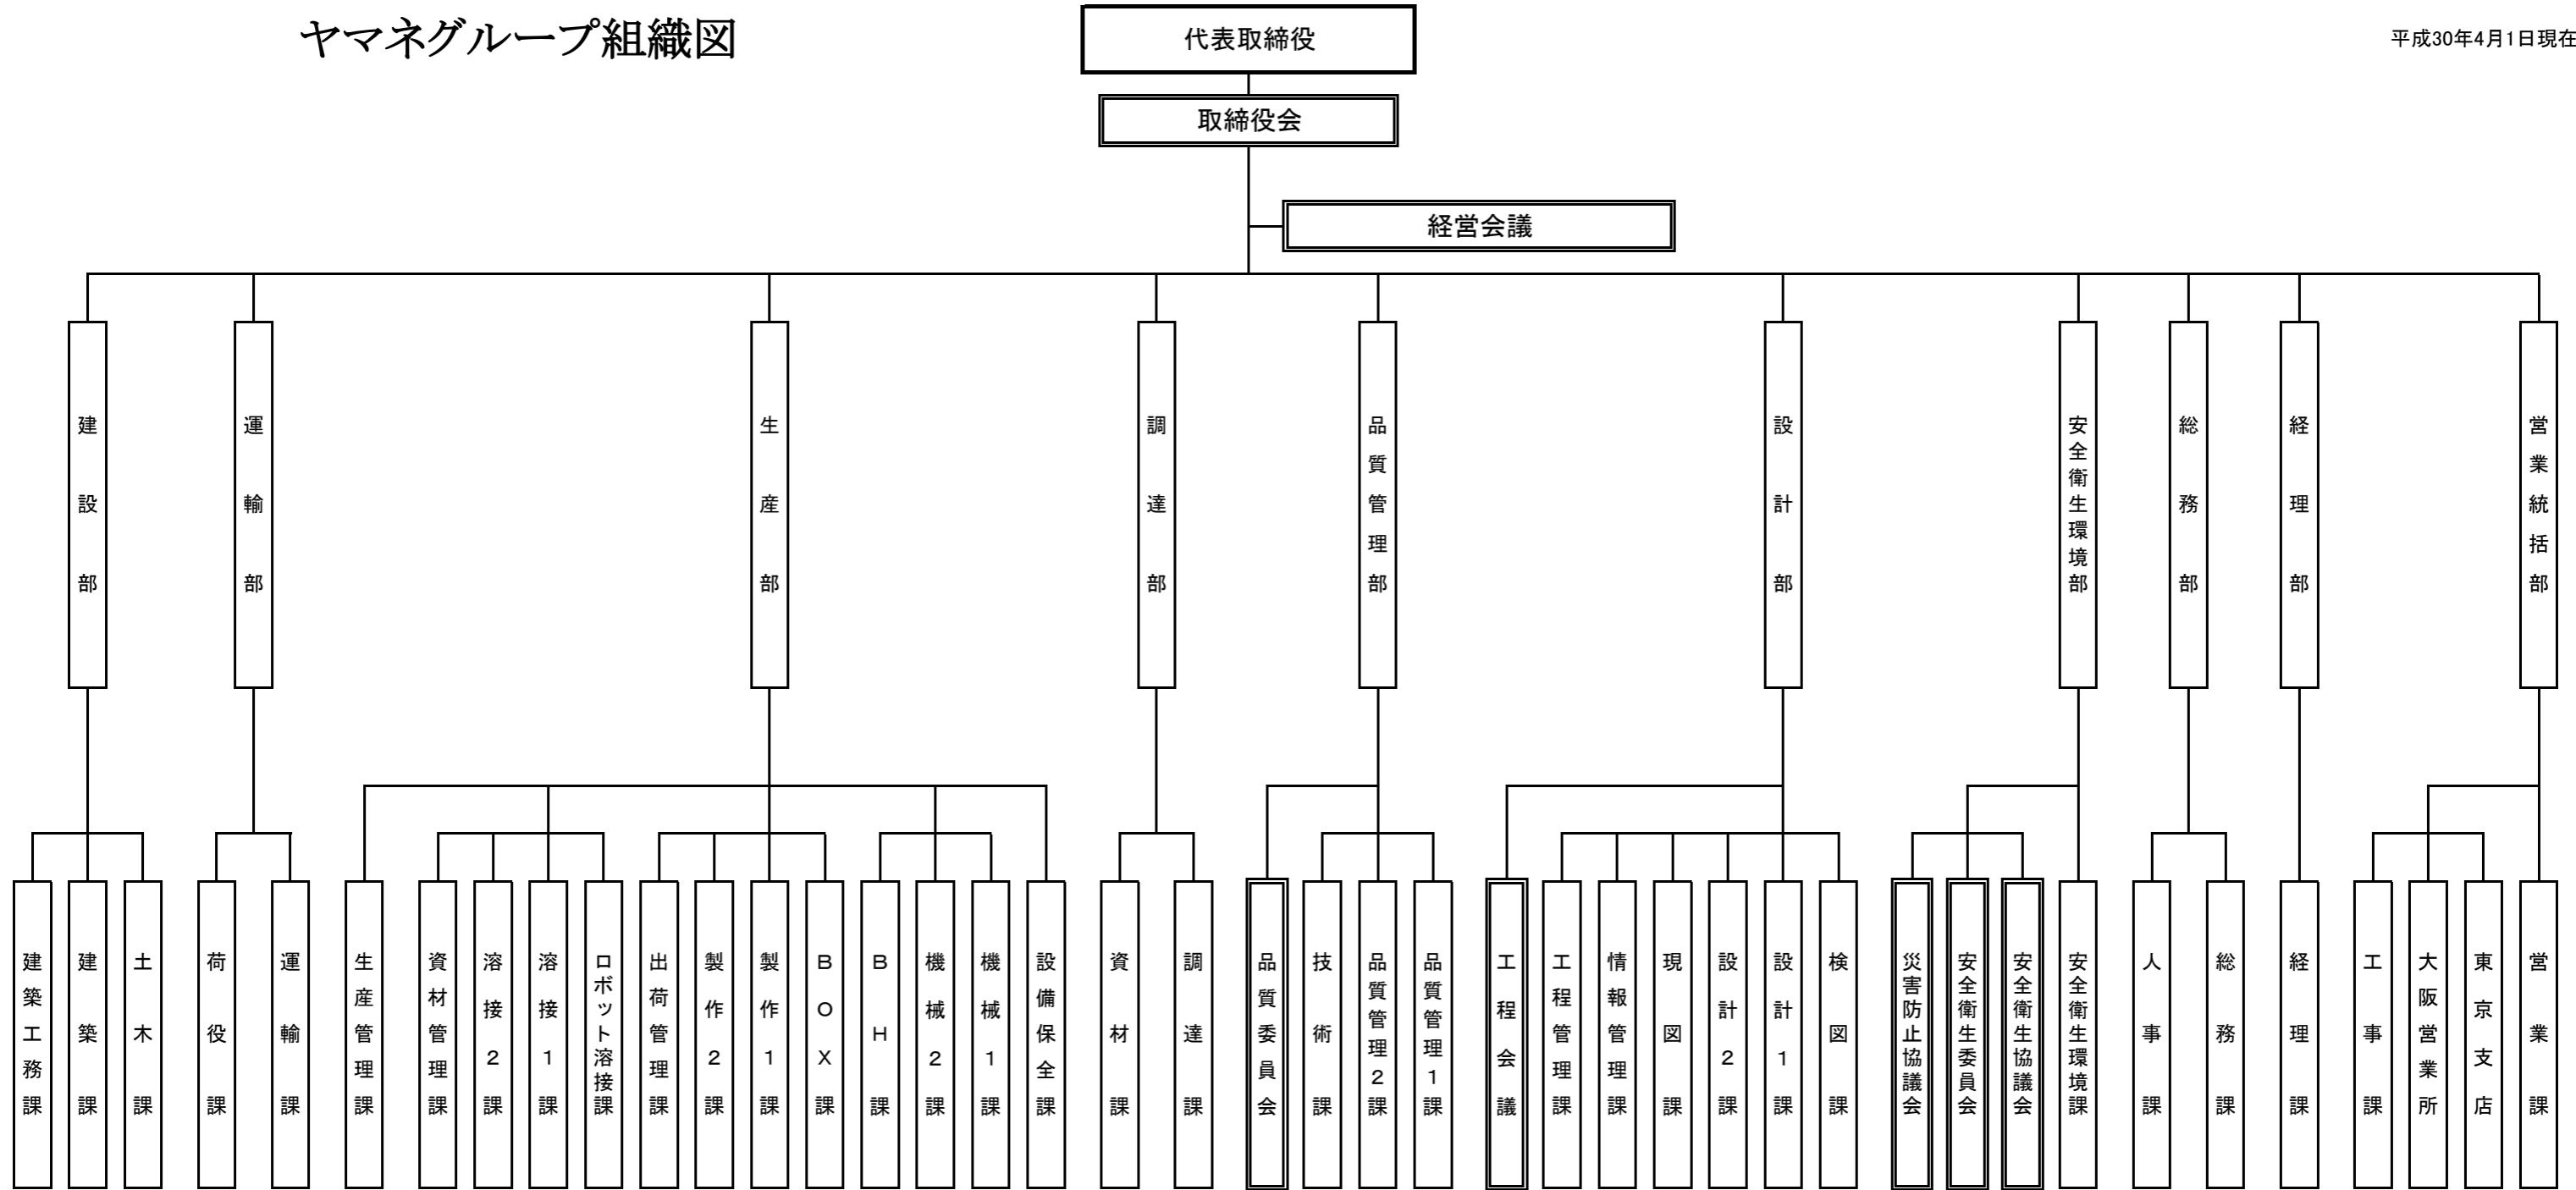 ヤマネグループ組織図
代表取締役
平成30年4月1日現在
取締役会
経営会議
建設部
運輸部
生産部
調達部
品質管理部
設計部
安全衛生環境部
総務部
経理部
営業統括部
建築工務課
建築課
土木課
荷役課
運輸課
生産管理課
資材管理課
溶接2課
溶接1課
ロボット溶接課
出荷管理課
製作2課
製作1課
BOX課
BH課
機械2課
機械1課
設備保全課
資材課
調達課
品質委員会
技術課
品質管理2課
品質管理1課
工程会議
工程管理課
情報管理課
現図課
設計2課
設計1課
検図課
災害防止協議会
安全衛生委員会
安全衛生協議会
安全衛生環境課
人事課
総務課
経理課
工事課
大阪営業所
東京支店
営業課